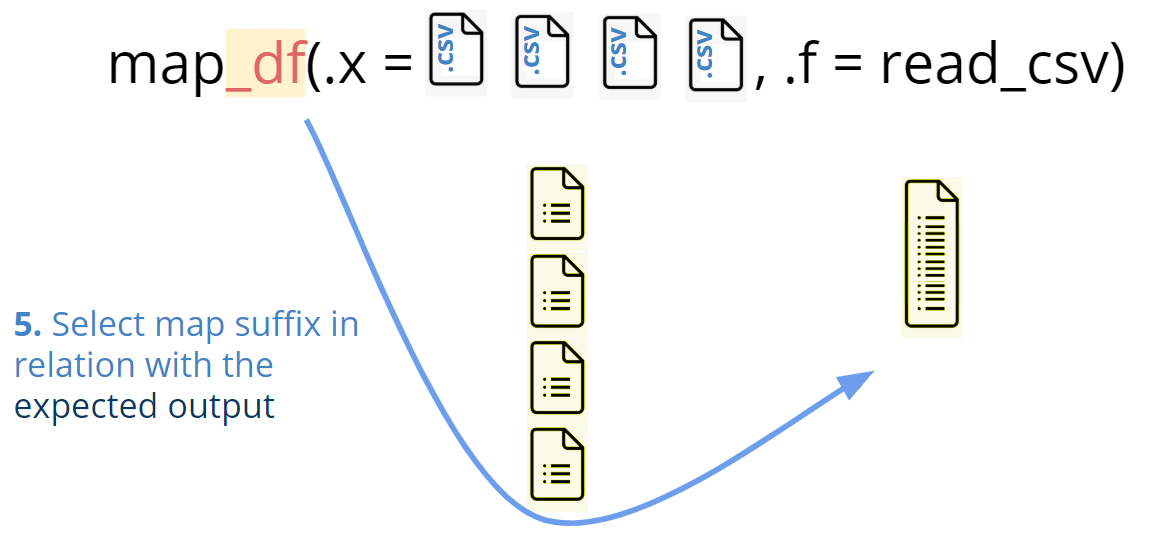 map_df(.x = .csv .csv .csv .csv , .f = read_csv)
5. Select map suffix in
relation with the
expected output